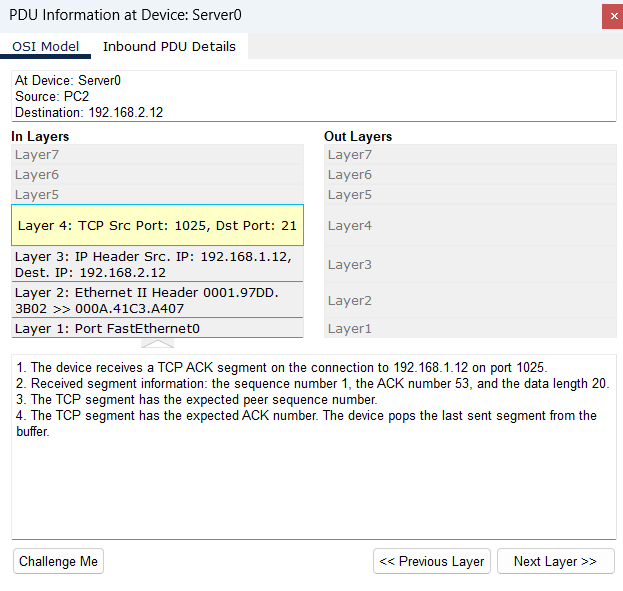 PDU Information at Device: Server0
OSI Model Inbound PDU Details
At Device: Server0
Source: PC2
Destination: 192.168.2.12
In Layers
Layer7
Layer6
Layer5
Layer 4: TCP Src Port: 1025, Dst Port: 21
Layer 3: IP Header Src. IP: 192.168.1.12,
Dest. IP: 192.168.2.12
Layer 2: Ethernet II Header 0001.97DD.
3B02 >> 000A.41C3.A407
Layer 1: Port FastEthernet0
Out Layers
Layer7
Layer6
Layer5
Layer4
Layer3
Layer2
Layer1
1. The device receives a TCP ACK segment on the connection to 192.168.1.12 on port 1025.
2. Received segment information: the sequence number 1, the ACK number 53, and the data length 20.
3. The TCP segment has the expected peer sequence number.
4. The TCP segment has the expected ACK number. The device pops the last sent segment from the
buffer.
Challenge Me
<< Previous Layer
Next Layer >>